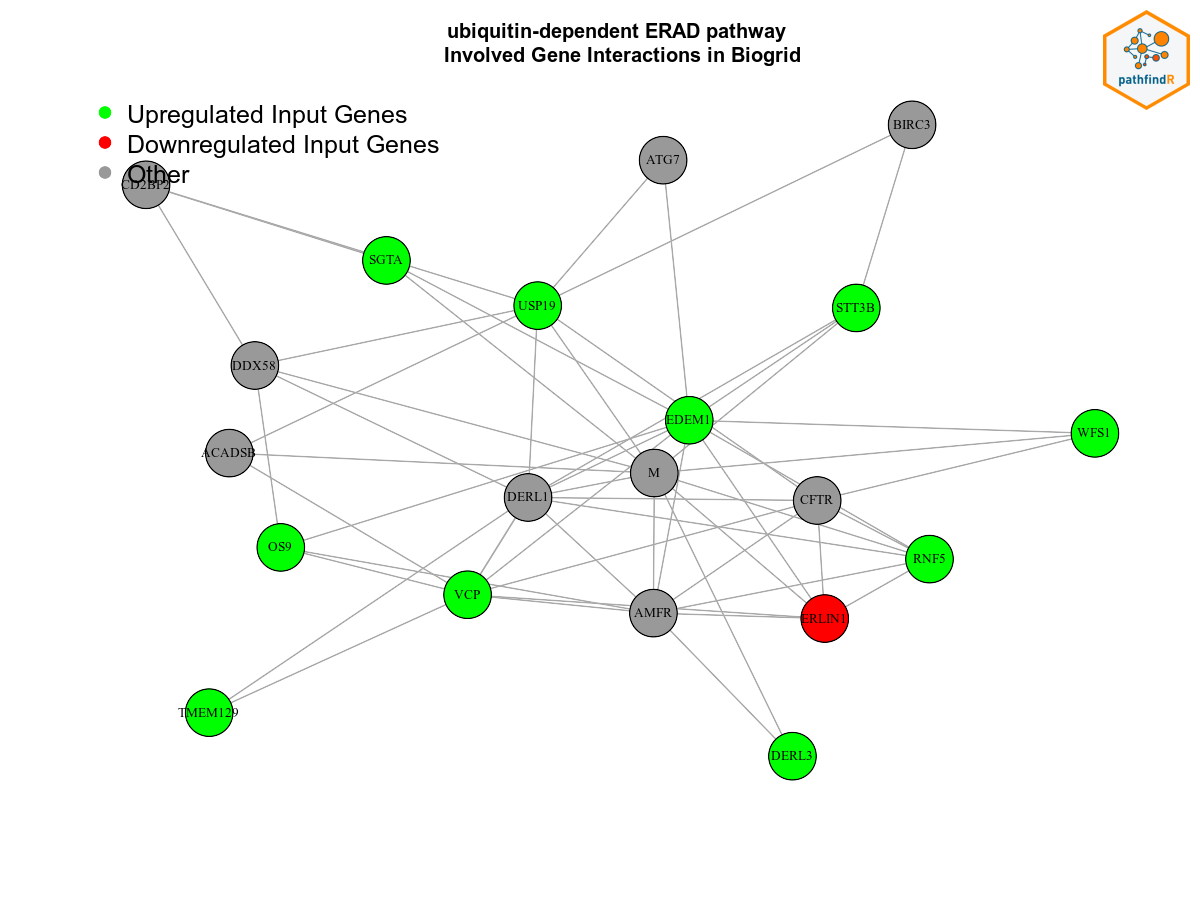 ubiquitin-dependent ERAD pathway
Involved Gene Interactions in Biogrid
pathfindR
Upregulated Input Genes
Downregulated Input Genes
Other
BIRC3
ATG7
CD2BP2
SGTA
USP19
STT3B
DDX58
EDEM1
WFS1
ACADSB
M
DERL1
CFTR
OS9
RNF5
VCP
AMFR
ERLIN1
TMEM129
DERL3